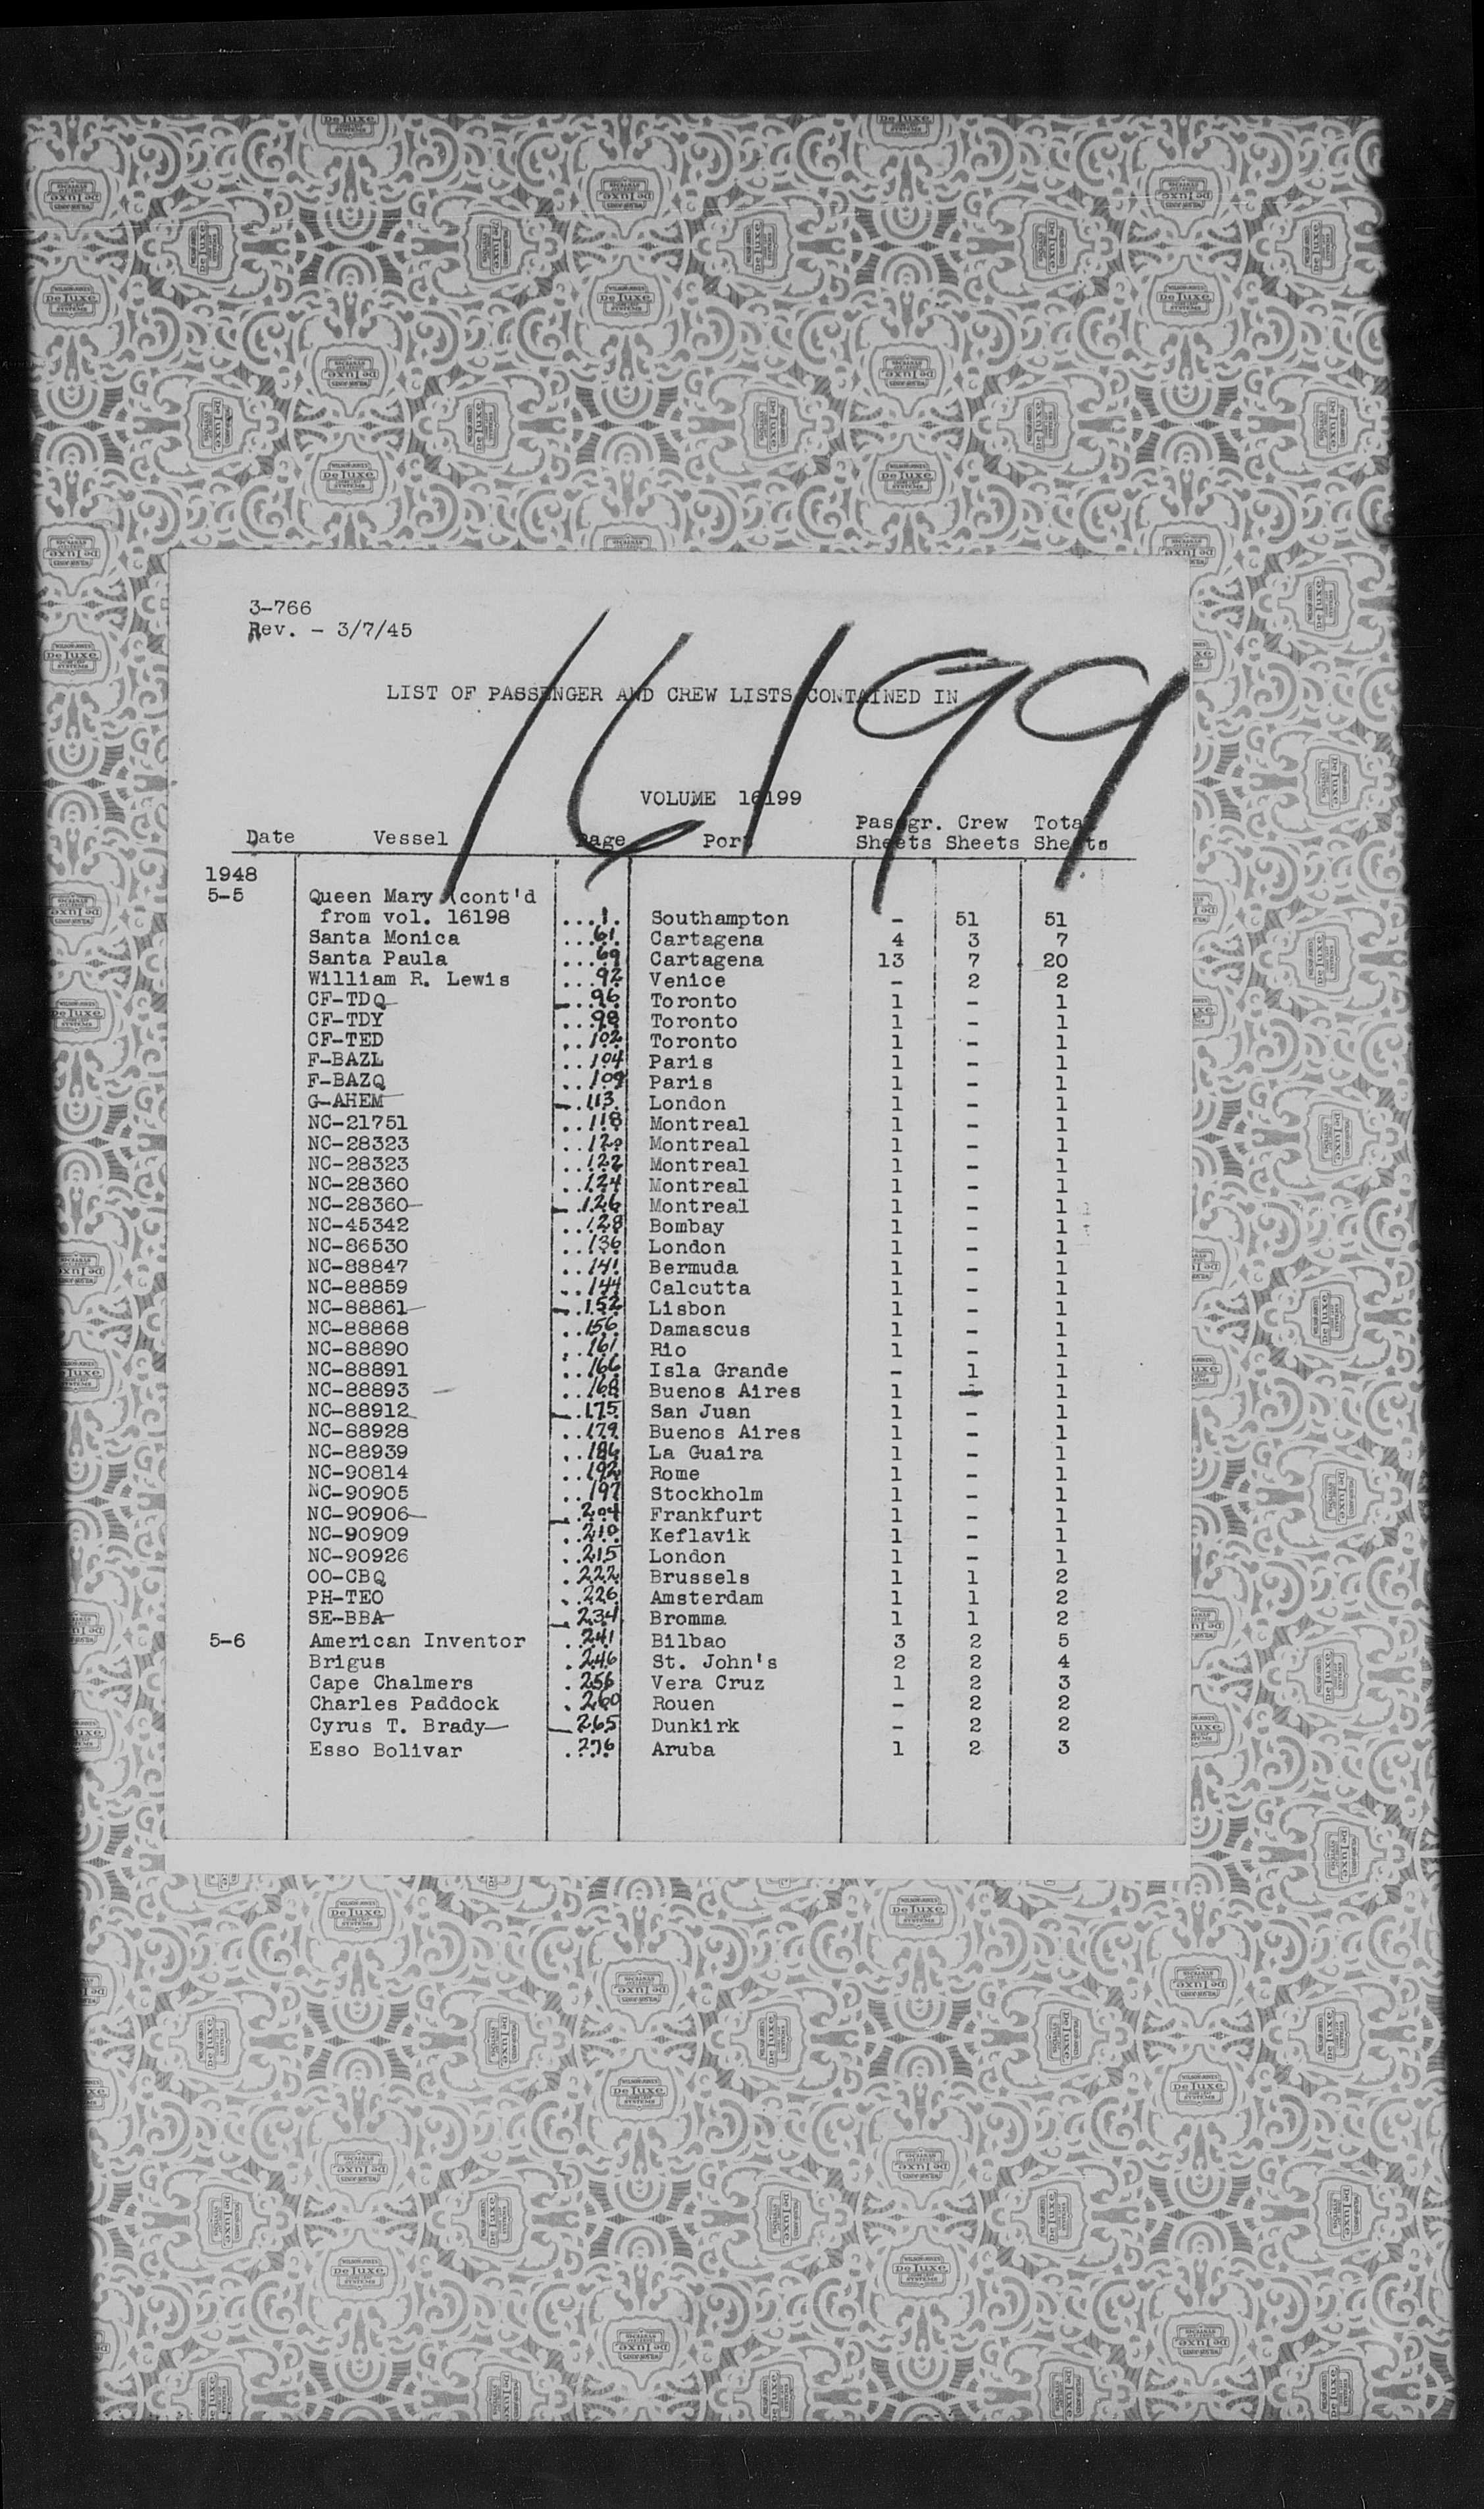 3-766
Rev. - 3/7/45
16199
LIST OF PASSENGER AND CREW LISTS CONTAINED IN
VOLUME 16199
Date Vessel Page Port Passgr. Sheets Crew Sheets Total Sheets
1948
5-5 Queen Mary (cont'd
from vol. 16198 ...1. Southampton - 51 51
Santa Monica ...61. Cartagena 4 3 7
Santa Paula ....69 Cartagena 13 7 20
William R. Lewis ...92 Venice - 2 2
CF-TDQ ...96 Toronto 1 - 1
CF-TDY ...98 Toronto 1 - 1
CF-TED ..102 Toronto 1 - 1
F-BAZL ..104 Paris 1 - 1
F-BAZQ ..109 Paris 1 - 1
G-AHEM ..113. London 1 - 1
NC-21751 ..118 Montreal 1 - 1
NC-28323 ..120 Montreal 1 - 1
NC-28323 ..122 Montreal 1 - 1
NC-28360 ..124 Montreal 1 - 1
NC-28360 ..126 Montreal 1 - 1
NC-45342 ..128 Bombay 1 - 1
NC-86530 ..136 London 1 - 1
NC-88847 ..141. Bermuda 1 - 1
NC-88859 ..144 Calcutta 1 - 1
NC-88861 ..152 Lisbon 1 - 1
NC-88868 ..156. Damascus 1 - 1
NC-88890 ..161. Rio 1 - 1
NC-88891 ..166 Isla Grande - 1 1
NC-88893 - ..168. Buenos Aires 1 - 1
NC-88912 ..175. San Juan 1 - 1
NC-88928 ..179. Buenos Aires 1 - 1
NC-88939 ..186 La Guaira 1 - 1
NC-90814 ..192 Rome 1 - 1
NC-90905 ..197 Stockholm 1 - 1
NC-90906 ..204 Frankfurt 1 - 1
NC-90909 ..210 Keflavik 1 - 1
NC-90926 ..215 London 1 - 1
OO-CBQ .222 Brussels 1 1 2
PH-TEO ..226. Amsterdam 1 1 2
SE-BBA .234 Bromma 1 1 2
5-6 American Inventor .241 Bilbao 3 2 5
Brigus .246 St. John's 2 2 4
Cape Chalmers .256 Vera Cruz 1 2 3
Charles Paddock .260 Rouen - 2 2
Cyrus T. Brady .265 Dunkirk - 2 2
Esso Bolivar .276 Aruba 1 2 3